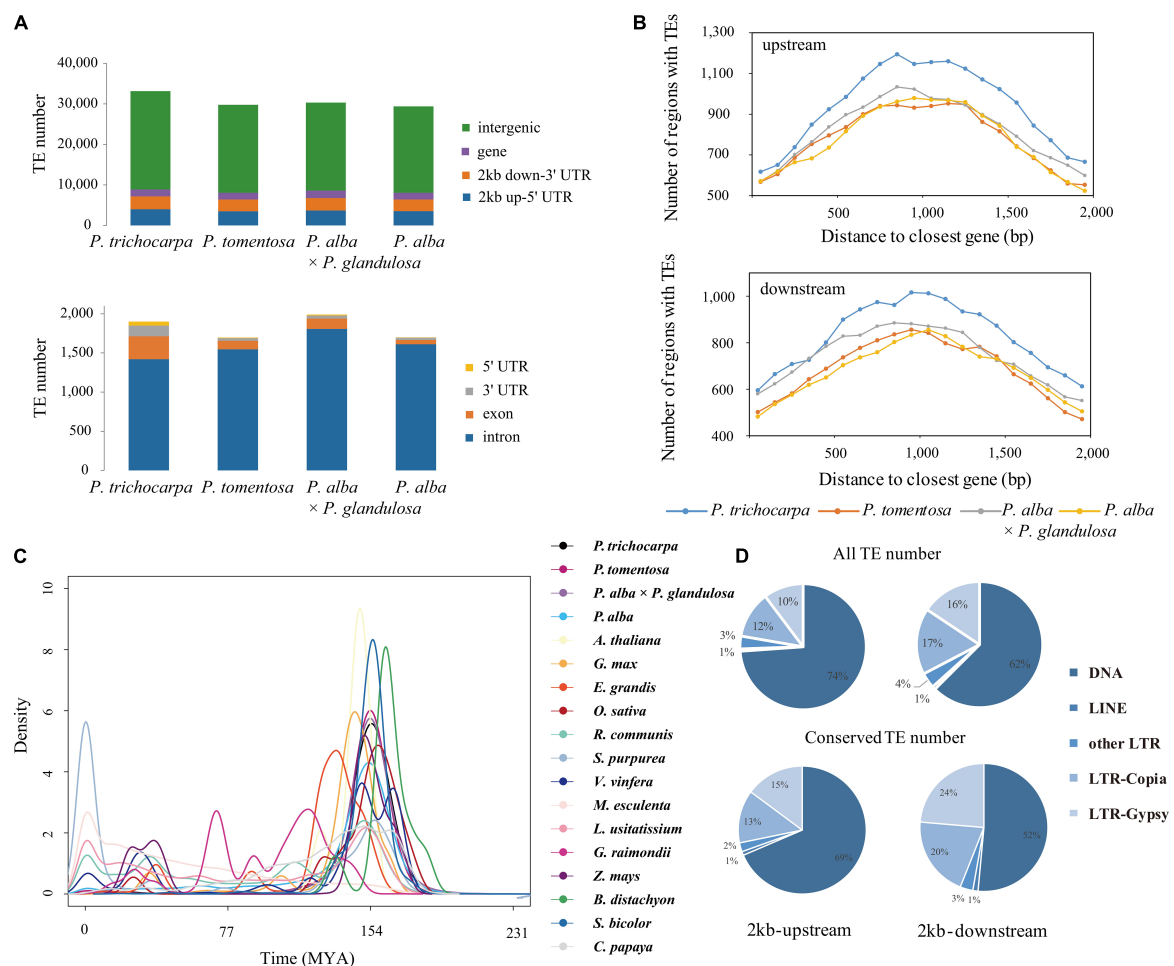 A
40,000
30,000
20,000
10,000
0
TE number
intergenic
gene
2kb down-3' UTR
2kb up-5' UTR
P. trichocarpa
P. tomentosa
P. alba × P. glandulosa
P. alba
2,000
1,500
1,000
500
0
TE number
5' UTR
3' UTR
exon
intron
P. trichocarpa
P. tomentosa
P. alba × P. glandulosa
P. alba
B
1,300
1,100
900
700
500
Number of regions with TEs
upstream
500
1,000
1,500
2,000
Distance to closest gene (bp)
1,000
800
600
400
Number of regions with TEs
downstream
500
1,000
1,500
2,000
Distance to closest gene (bp)
P. trichocarpa
P. tomentosa
P. alba × P. glandulosa
P. alba
C
10
8
6
4
2
0
Density
0
77
154
231
Time (MYA)
P. trichocarpa
P. tomentosa
P. alba × P. glandulosa
P. alba
A. thaliana
G. max
E. grandis
O. sativa
R. communis
S. purpurea
V. vinfera
M. esculenta
L. usitatissium
G. raimondii
Z. mays
B. distachyon
S. bicolor
C. papaya
D
All TE number
10%
12%
3%
1%
74%
16%
17%
4%
1%
62%
Conserved TE number
15%
13%
2%
1%
69%
24%
20%
3%
1%
52%
2kb-upstream
2kb-downstream
DNA
LINE
other LTR
LTR-Copia
LTR-Gypsy